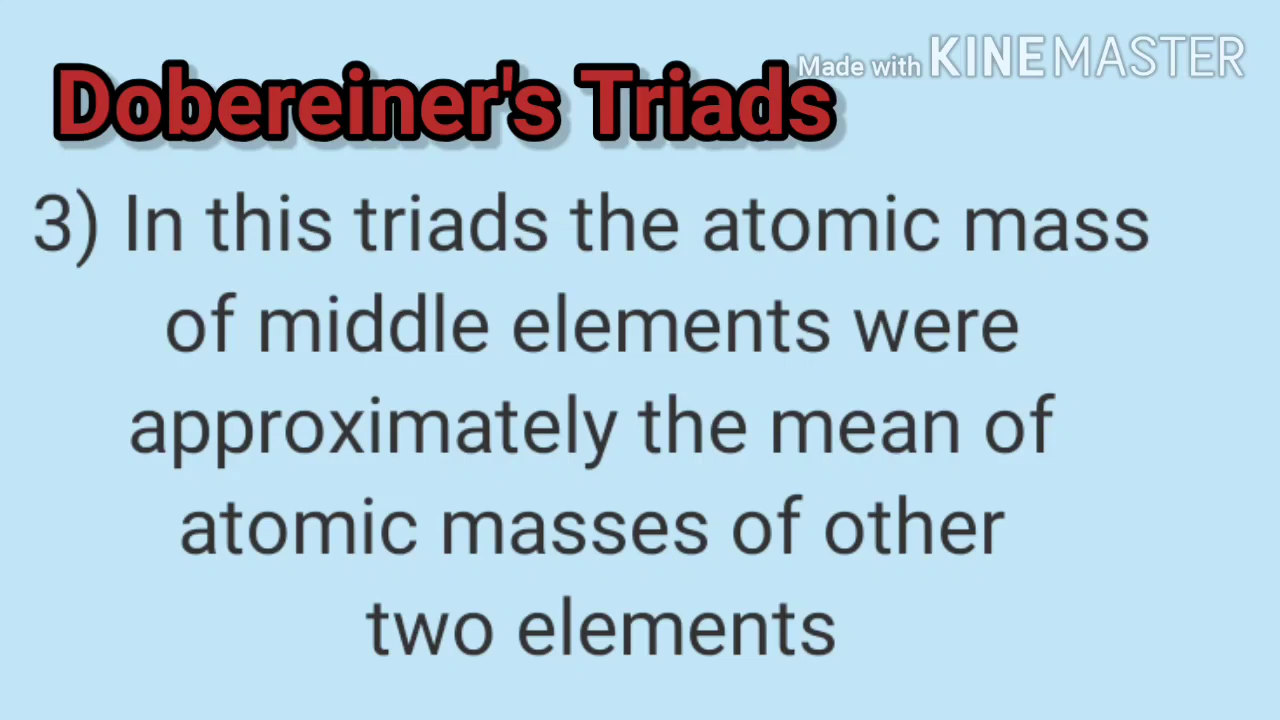 Made with KINEMASTER
Dobereiner's Triads
3) In this triads the atomic mass
of middle elements were
approximately the mean of
atomic masses of other
two elements